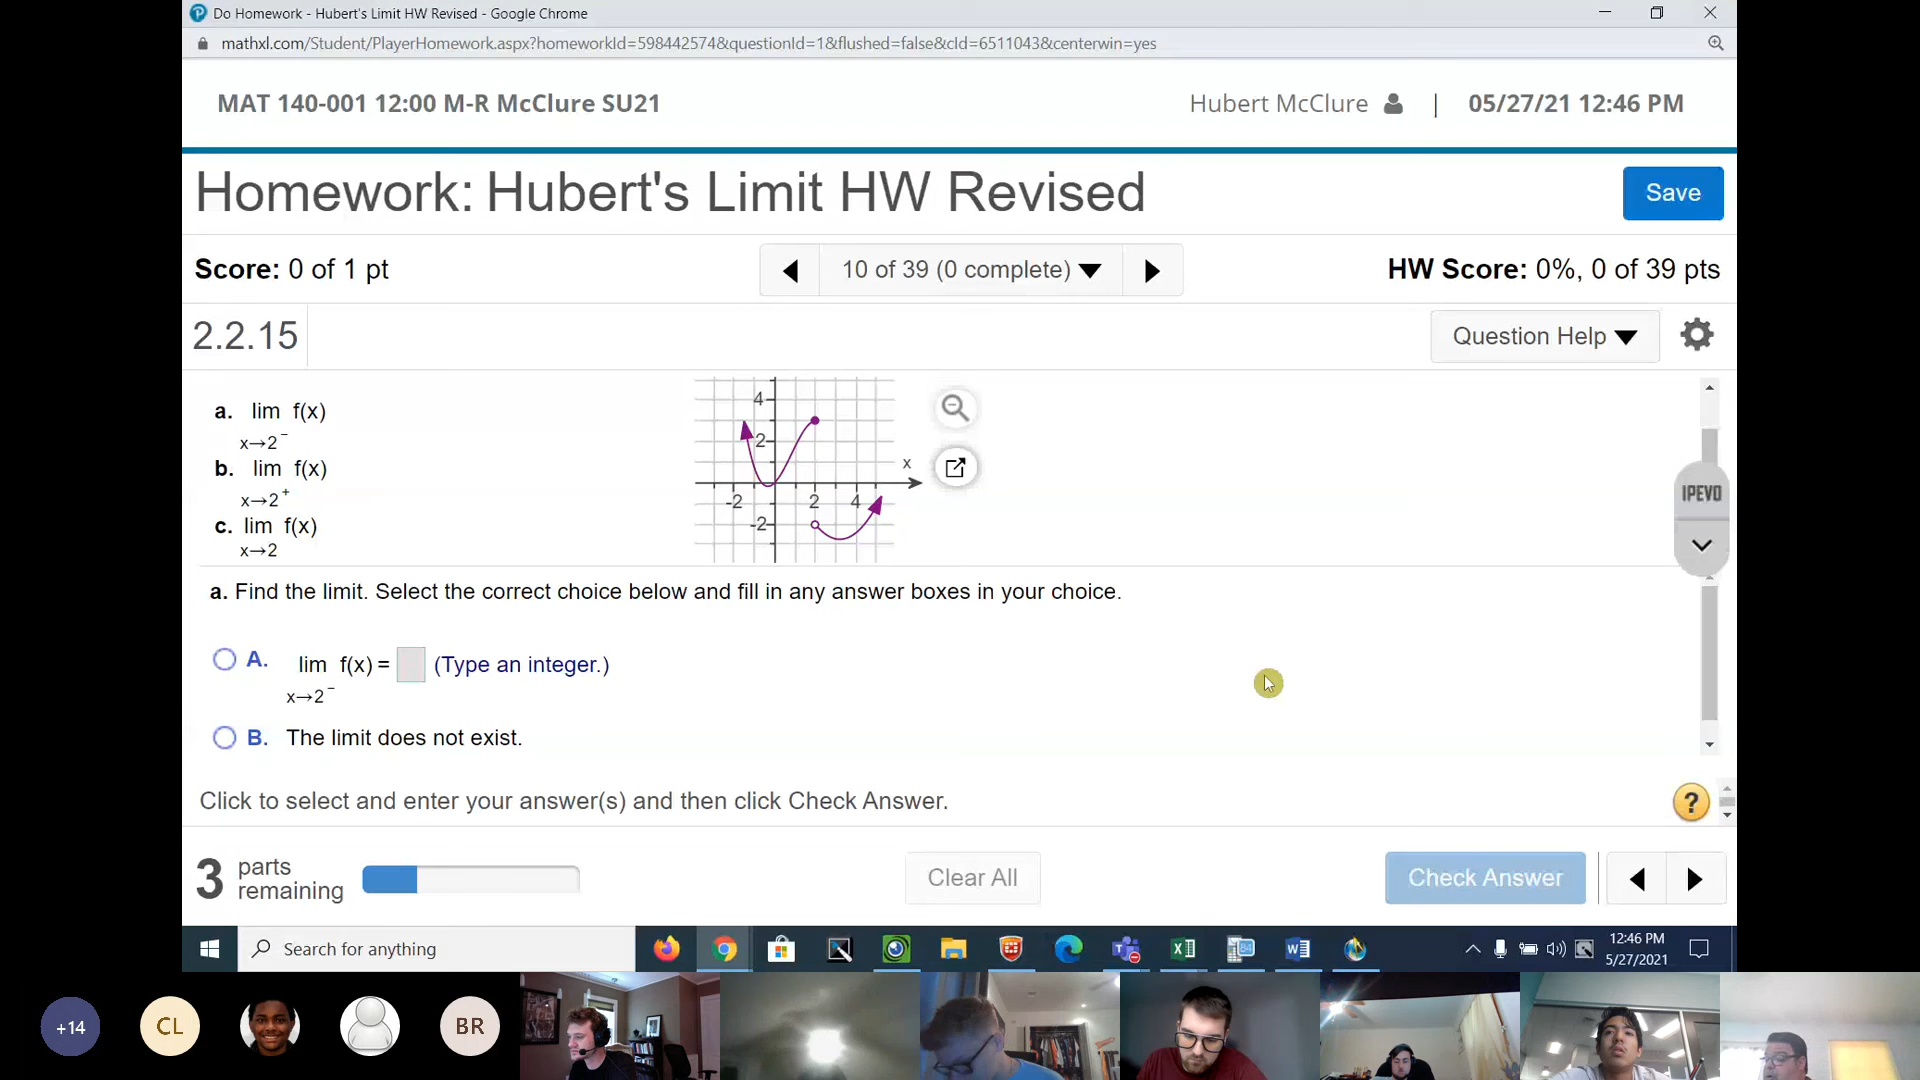 Do Homework - Hubert's Limit HW Revised - Google Chrome
mathxl.com/Student/PlayerHomework.aspx?homeworkId=598442574&questionId=1&flushed=false&cId=6511043&centerwin=yes
MAT 140-001 12:00 M-R McClure SU21
Hubert McClure | 05/27/21 12:46 PM
Homework: Hubert's Limit HW Revised
Save
Score: 0 of 1 pt
10 of 39 (0 complete)
HW Score: 0%, 0 of 39 pts
2.2.15
Question Help
a. lim f(x)
x→2⁻
b. lim f(x)
x→2⁺
c. lim f(x)
x→2
4
2
x
-2 2 4
-2
IPEVO
a. Find the limit. Select the correct choice below and fill in any answer boxes in your choice.
A. lim f(x) = (Type an integer.)
x→2⁻
B. The limit does not exist.
Click to select and enter your answer(s) and then click Check Answer.
?
3 parts remaining
Clear All
Check Answer
Search for anything
12:46 PM
5/27/2021
+14
CL
BR